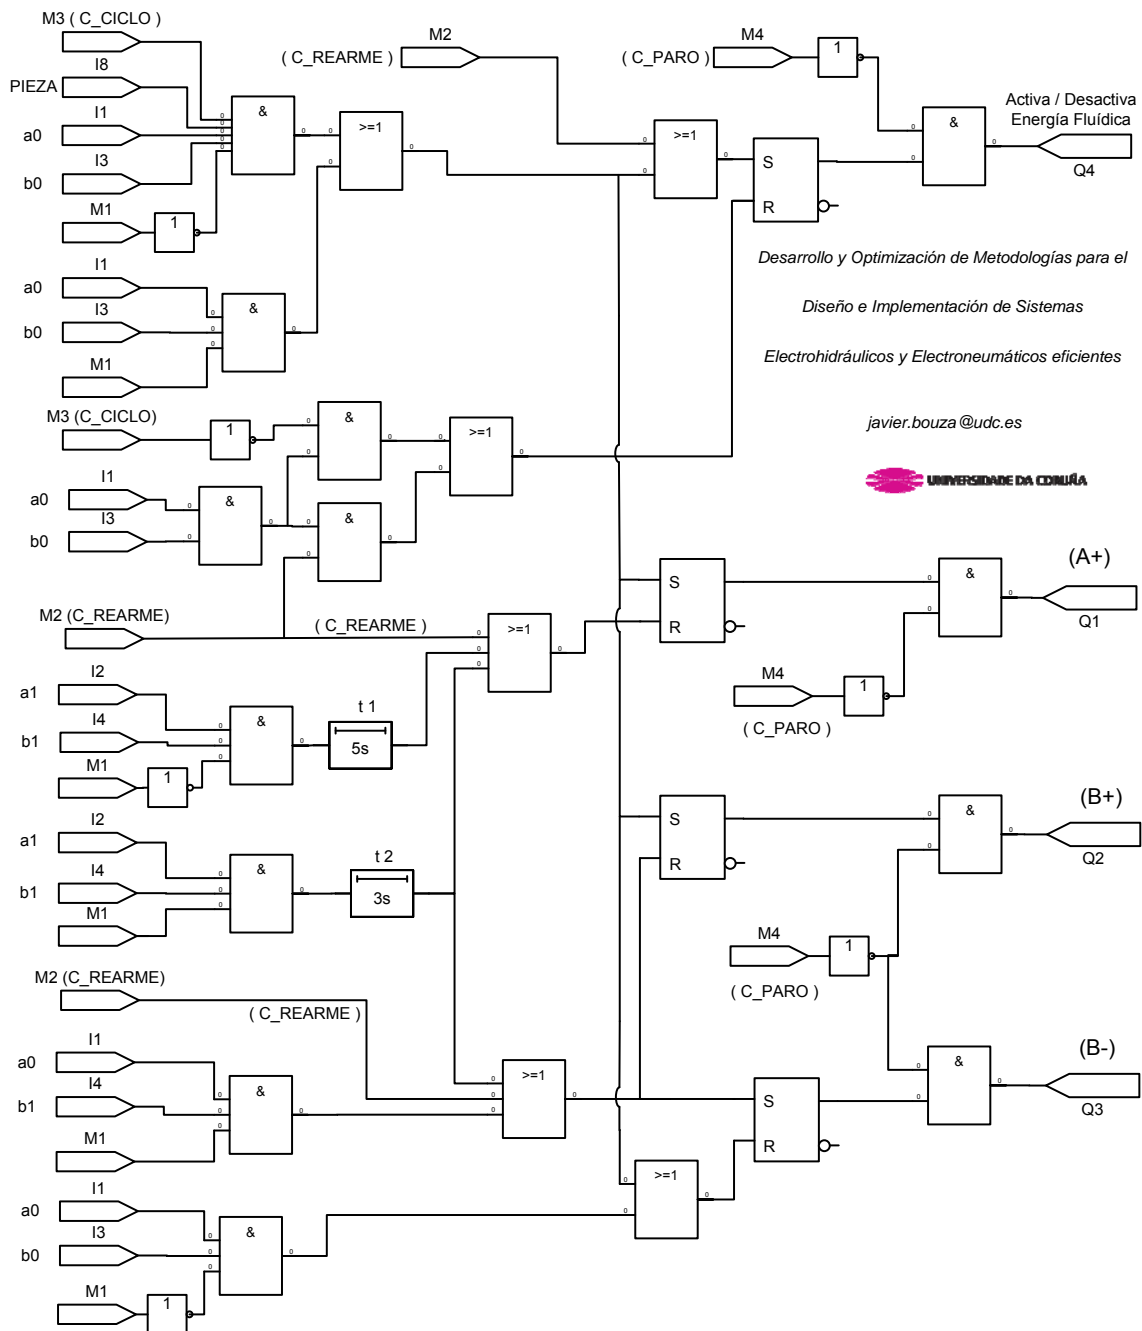 M3 ( C_CICLO )
I8
PIEZA
I1
a0
I3
b0
M1
1
&
>=1
M2
( C_REARME )
M4
( C_PARO )
1
>=1
S
R
&
Activa / Desactiva
Energía Fluídica
Q4
I1
a0
I3
b0
M1
&
Desarrollo y Optimización de Metodologías para el
Diseño e Implementación de Sistemas
Electrohidráulicos y Electroneumáticos eficientes
javier.bouza@udc.es
UNIVERSIDADE DA CORUÑA
M3 (C_CICLO)
1
&
>=1
I1
a0
I3
b0
&
&
M2 (C_REARME)
( C_REARME )
>=1
S
R
&
(A+)
Q1
M4
1
( C_PARO )
I2
a1
I4
b1
M1
1
&
t 1
5s
I2
a1
I4
b1
M1
&
t 2
3s
S
R
&
(B+)
Q2
M4
1
( C_PARO )
M2 (C_REARME)
( C_REARME )
I1
a0
I4
b1
M1
&
>=1
S
R
&
(B-)
Q3
I1
a0
I3
b0
M1
1
&
>=1